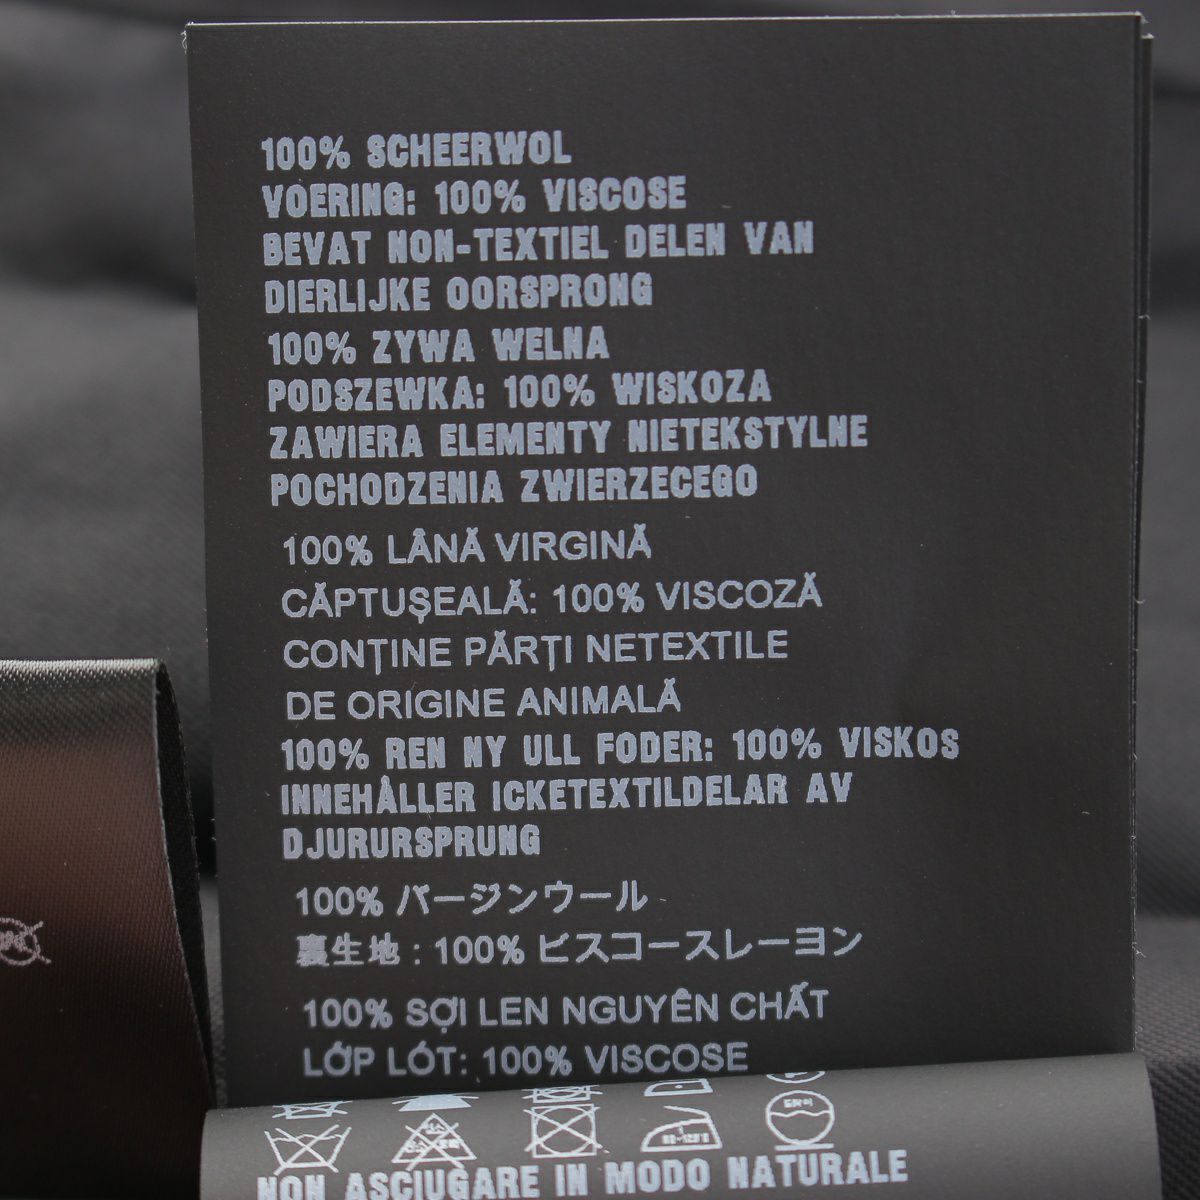 100% SCHEERWOL
VOERING: 100% VISCOSE
BEVAT NON-TEXTIEL DELEN VAN
DIERLIJKE OORSPRONG
100% ZYWA WELNA
PODSZEWKA: 100% WISKOZA
ZAWIERA ELEMENTY NIETEKSTYLNE
POCHODZENIA ZWIERZECEGO
100% LÂNĂ VIRGINĂ
CĂPTUȘEALĂ: 100% VISCOZĂ
CONȚINE PĂRȚI NETEXTILE
DE ORIGINE ANIMALĂ
100% REN NY ULL FODER: 100% VISKOS
INNEHÅLLER ICKETEXTILDELAR AV
DJURURSPRUNG
100% バージンウール
裏生地 : 100% ビスコースレーヨン
100% SỢI LEN NGUYÊN CHẤT
LỚP LÓT: 100% VISCOSE
NON ASCIUGARE IN MODO NATURALE